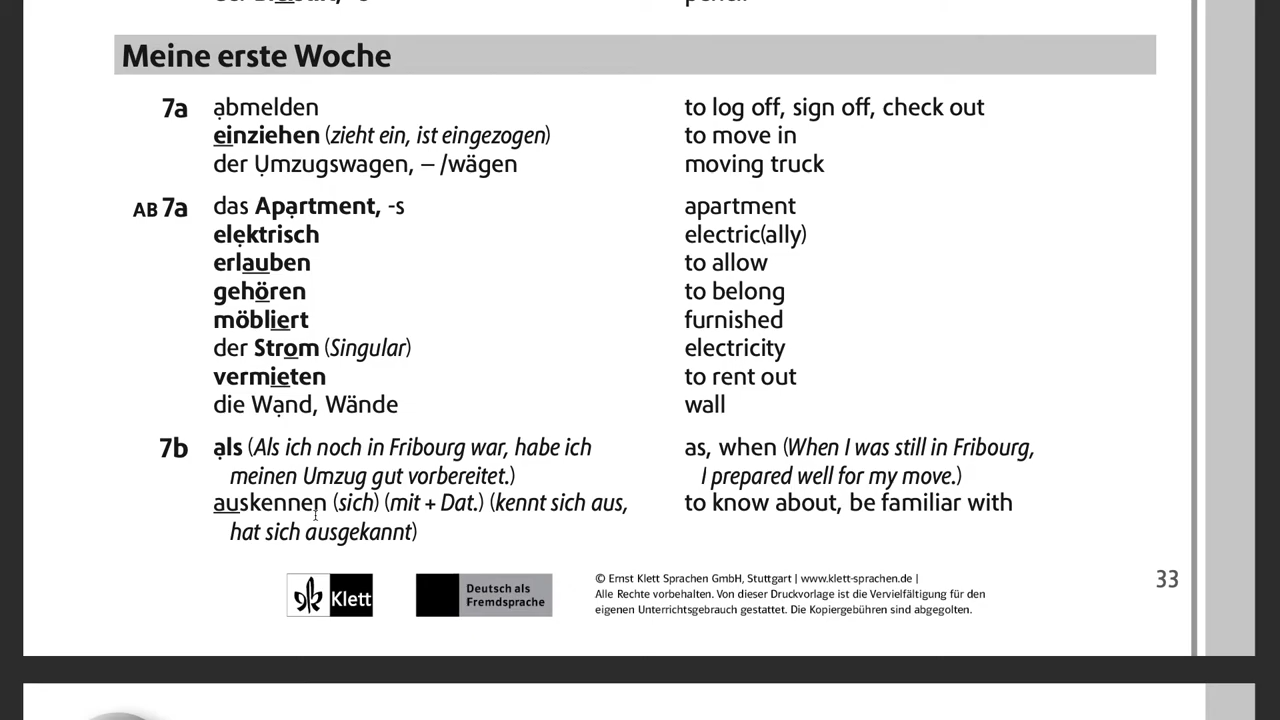 Meine erste Woche
7a ạbmelden to log off, sign off, check out
einziehen (zieht ein, ist eingezogen) to move in
der Ụmzugswagen, – /wägen moving truck
AB 7a das Apạrtment, -s apartment
elẹktrisch electric(ally)
erlauben to allow
gehören to belong
möbliert furnished
der Strom (Singular) electricity
vermieten to rent out
die Wạnd, Wände wall
7b ạls (Als ich noch in Fribourg war, habe ich as, when (When I was still in Fribourg,
meinen Umzug gut vorbereitet.) I prepared well for my move.)
auskennen (sich) (mit + Dat.) (kennt sich aus, to know about, be familiar with
hat sich ausgekannt)
Klett
Deutsch als
Fremdsprache
© Ernst Klett Sprachen GmbH, Stuttgart | www.klett-sprachen.de |
Alle Rechte vorbehalten. Von dieser Druckvorlage ist die Vervielfältigung für den
eigenen Unterrichtsgebrauch gestattet. Die Kopiergebühren sind abgegolten.
33